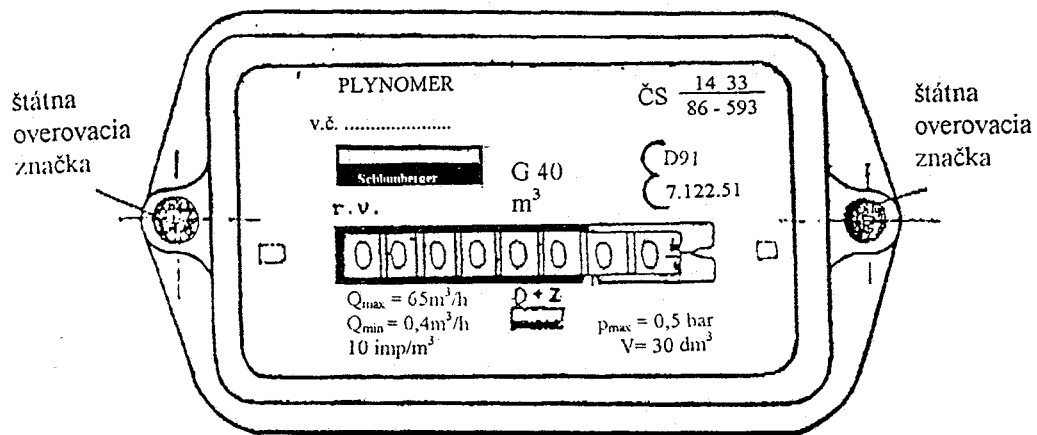 štátna
overovacia
značka
PLYNOMER
ČS 14 33
86 - 593
v.č. .....................
Schlumberger
G 40
m³
D91
7.122.51
r.v.
0 0 0 0 0 0 0 0
Qmax = 65m³/h
Qmin = 0,4m³/h
10 imp/m³
D + Z
pmax = 0,5 bar
V= 30 dm³
štátna
overovacia
značka